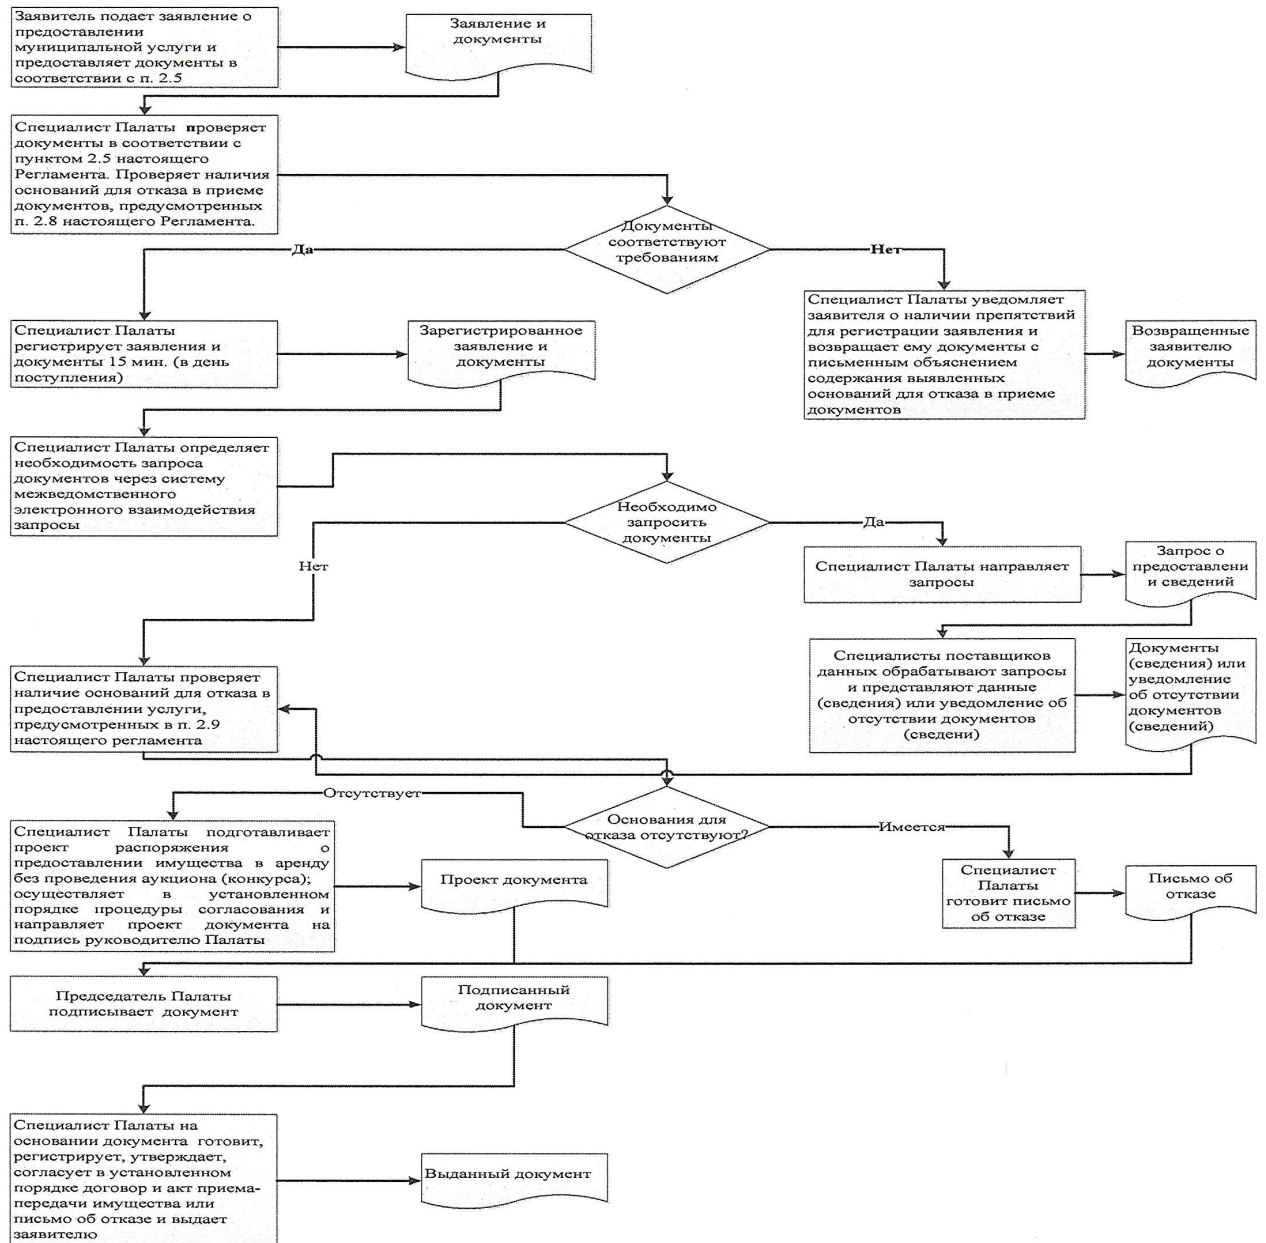 Заявитель подает заявление о
предоставлении
муниципальной услуги и
предоставляет документы в
соответствии с п. 2.5
Заявление и
документы
Специалист Палаты проверяет
документы в соответствии с
пунктом 2.5 настоящего
Регламента. Проверяет наличия
оснований для отказа в приеме
документов, предусмотренных
п. 2.8 настоящего Регламента.
Документы
соответствуют
требованиям
Да
Нет
Специалист Палаты
регистрирует заявления и
документы 15 мин. (в день
поступления)
Зарегистрированное
заявление и
документы
Специалист Палаты уведомляет
заявителя о наличии препятствий
для регистрации заявления и
возвращает ему документы с
письменным объяснением
содержания выявленных
оснований для отказа в приеме
документов
Возвращенные
заявителю
документы
Специалист Палаты определяет
необходимость запроса
документов через систему
межведомственного
электронного взаимодействия
запросы
Необходимо
запросить
документы
Нет
Да
Специалист Палаты направляет
запросы
Запрос о
предоставлени
и сведений
Специалисты поставщиков
данных обрабатывают запросы
и представляют данные
(сведения) или уведомление об
отсутствии документов
(сведени)
Документы
(сведения) или
уведомление
об отсутствии
документов
(сведений)
Специалист Палаты проверяет
наличие оснований для отказа в
предоставлении услуги,
предусмотренных в п. 2.9
настоящего регламента
Основания для
отказа отсутствуют?
Отсутствует
Имеется
Специалист Палаты подготавливает
проект распоряжения о
предоставлении имущества в аренду
без проведения аукциона (конкурса);
осуществляет в установленном
порядке процедуры согласования и
направляет проект документа на
подпись руководителю Палаты
Проект документа
Специалист
Палаты
готовит письмо
об отказе
Письмо об
отказе
Председатель Палаты
подписывает документ
Подписанный
документ
Специалист Палаты на
основании документа готовит,
регистрирует, утверждает,
согласует в установленном
порядке договор и акт приема-
передачи имущества или
письмо об отказе и выдает
заявителю
Выданный документ